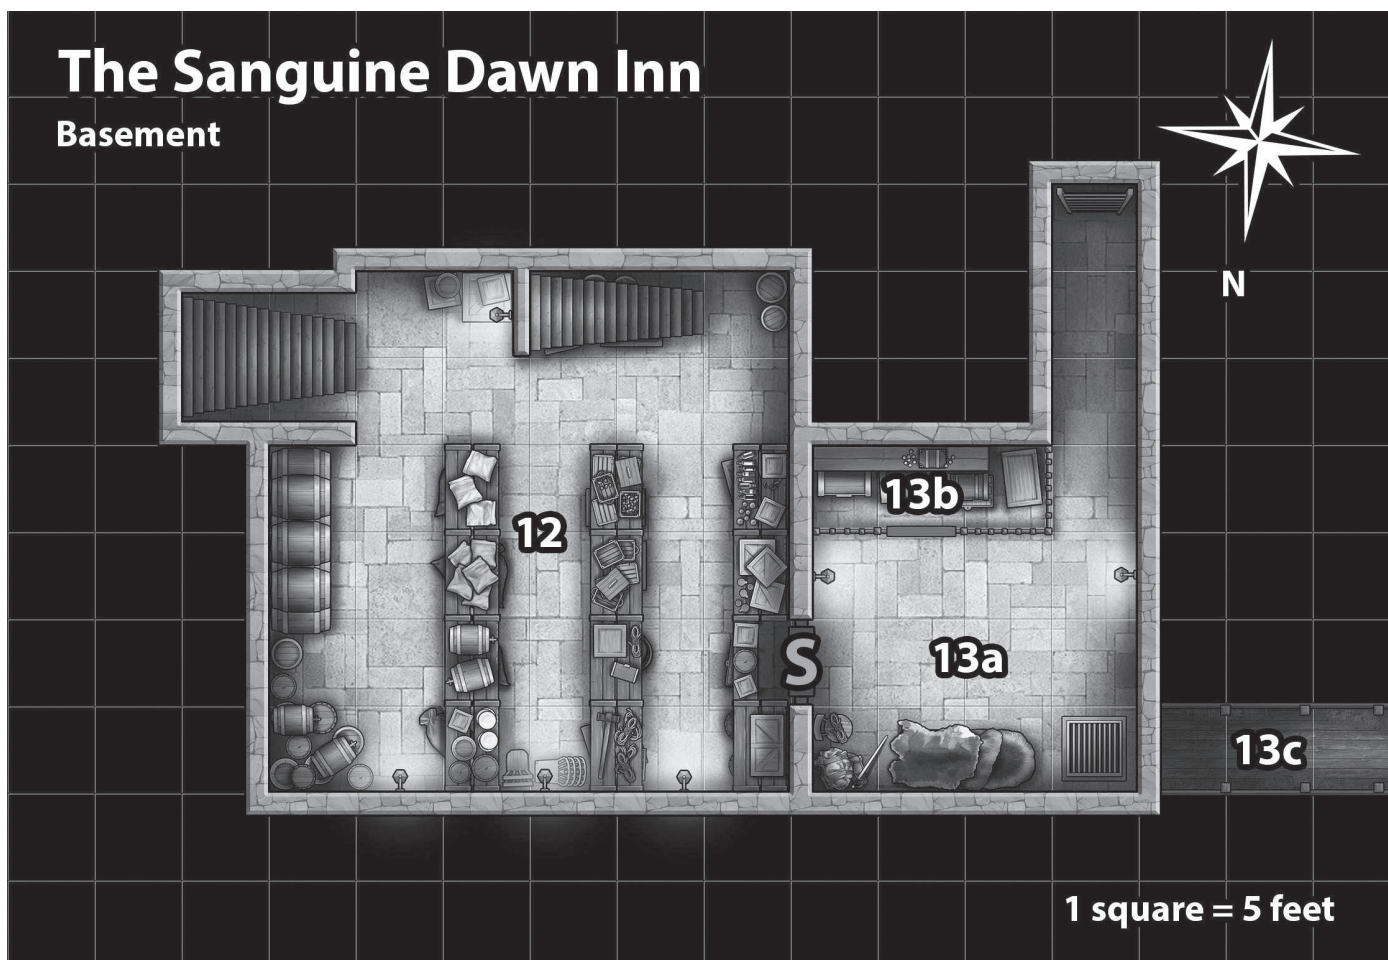 The Sanguine Dawn Inn
Basement
N
13b
12
13a
S
13c
1 square = 5 feet